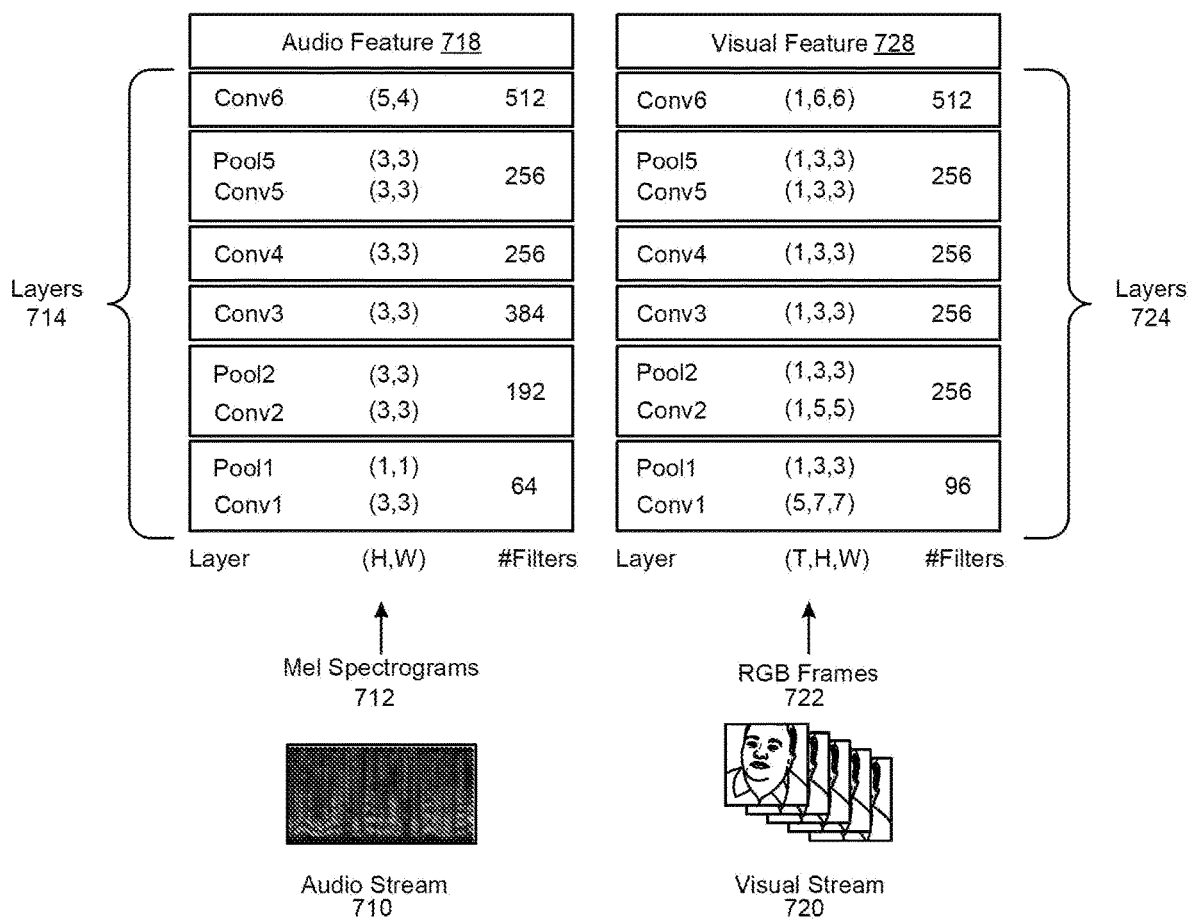 Audio Feature 718
Conv6 (5,4) 512
Pool5 (3,3)
Conv5 (3,3)
256
Conv4 (3,3) 256
Conv3 (3,3) 384
Pool2 (3,3)
Conv2 (3,3)
192
Pool1 (1,1)
Conv1 (3,3)
64
Layer (H,W) #Filters
Layers
714
Mel Spectrograms
712
Audio Stream
710
Visual Feature 728
Conv6 (1,6,6) 512
Pool5 (1,3,3)
Conv5 (1,3,3)
256
Conv4 (1,3,3) 256
Conv3 (1,3,3) 256
Pool2 (1,3,3)
Conv2 (1,5,5)
256
Pool1 (1,3,3)
Conv1 (5,7,7)
96
Layer (T,H,W) #Filters
Layers
724
RGB Frames
722
Visual Stream
720